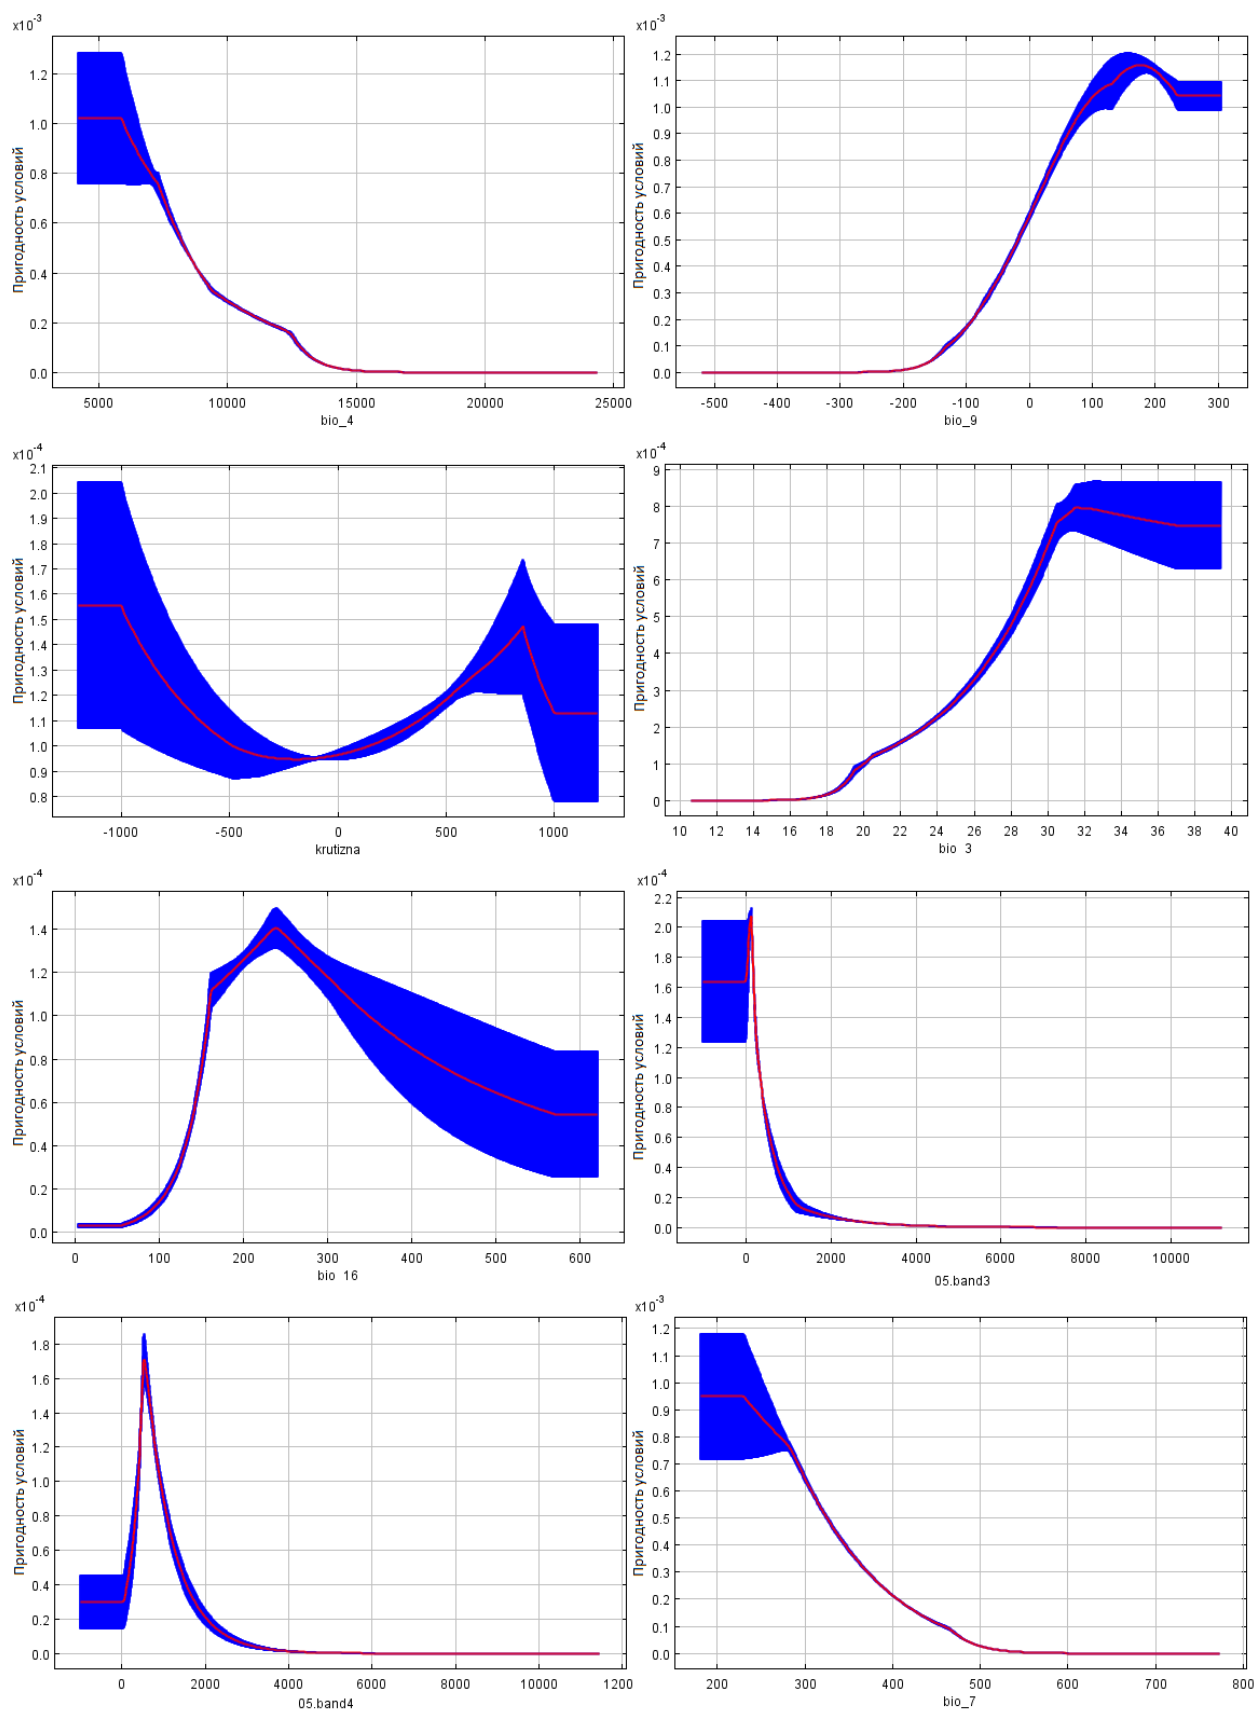 x10^-3
Пригодность условий
1.2
1.0
0.8
0.6
0.4
0.2
0.0
5000 10000 15000 20000 25000
bio_4
x10^-3
Пригодность условий
1.2
1.1
1.0
0.9
0.8
0.7
0.6
0.5
0.4
0.3
0.2
0.1
0.0
-500 -400 -300 -200 -100 0 100 200 300
bio_9
x10^-4
Пригодность условий
2.1
2.0
1.9
1.8
1.7
1.6
1.5
1.4
1.3
1.2
1.1
1.0
0.9
0.8
-1000 -500 0 500 1000
krutizna
x10^-4
Пригодность условий
9
8
7
6
5
4
3
2
1
0
10 12 14 16 18 20 22 24 26 28 30 32 34 36 38 40
bio_3
x10^-4
Пригодность условий
1.4
1.2
1.0
0.8
0.6
0.4
0.2
0.0
0 100 200 300 400 500 600
bio_16
x10^-4
Пригодность условий
2.2
2.0
1.8
1.6
1.4
1.2
1.0
0.8
0.6
0.4
0.2
0.0
0 2000 4000 6000 8000 10000
05.band3
x10^-4
Пригодность условий
1.8
1.6
1.4
1.2
1.0
0.8
0.6
0.4
0.2
0.0
0 2000 4000 6000 8000 10000 1200
05.band4
x10^-3
Пригодность условий
1.2
1.1
1.0
0.9
0.8
0.7
0.6
0.5
0.4
0.3
0.2
0.1
0.0
200 300 400 500 600 700 800
bio_7